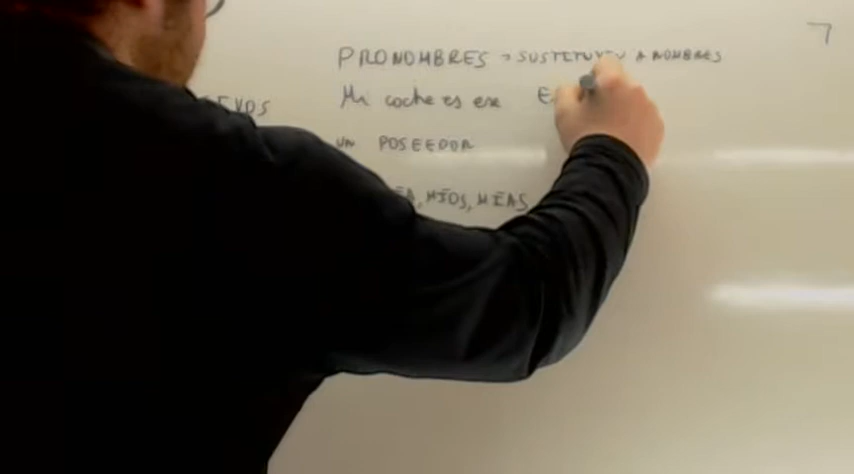 PRONOMBRES → SUSTITUYEN A NOMBRES
Mi coche es ese E
UN POSEEDOR
MÍOS, MÍAS